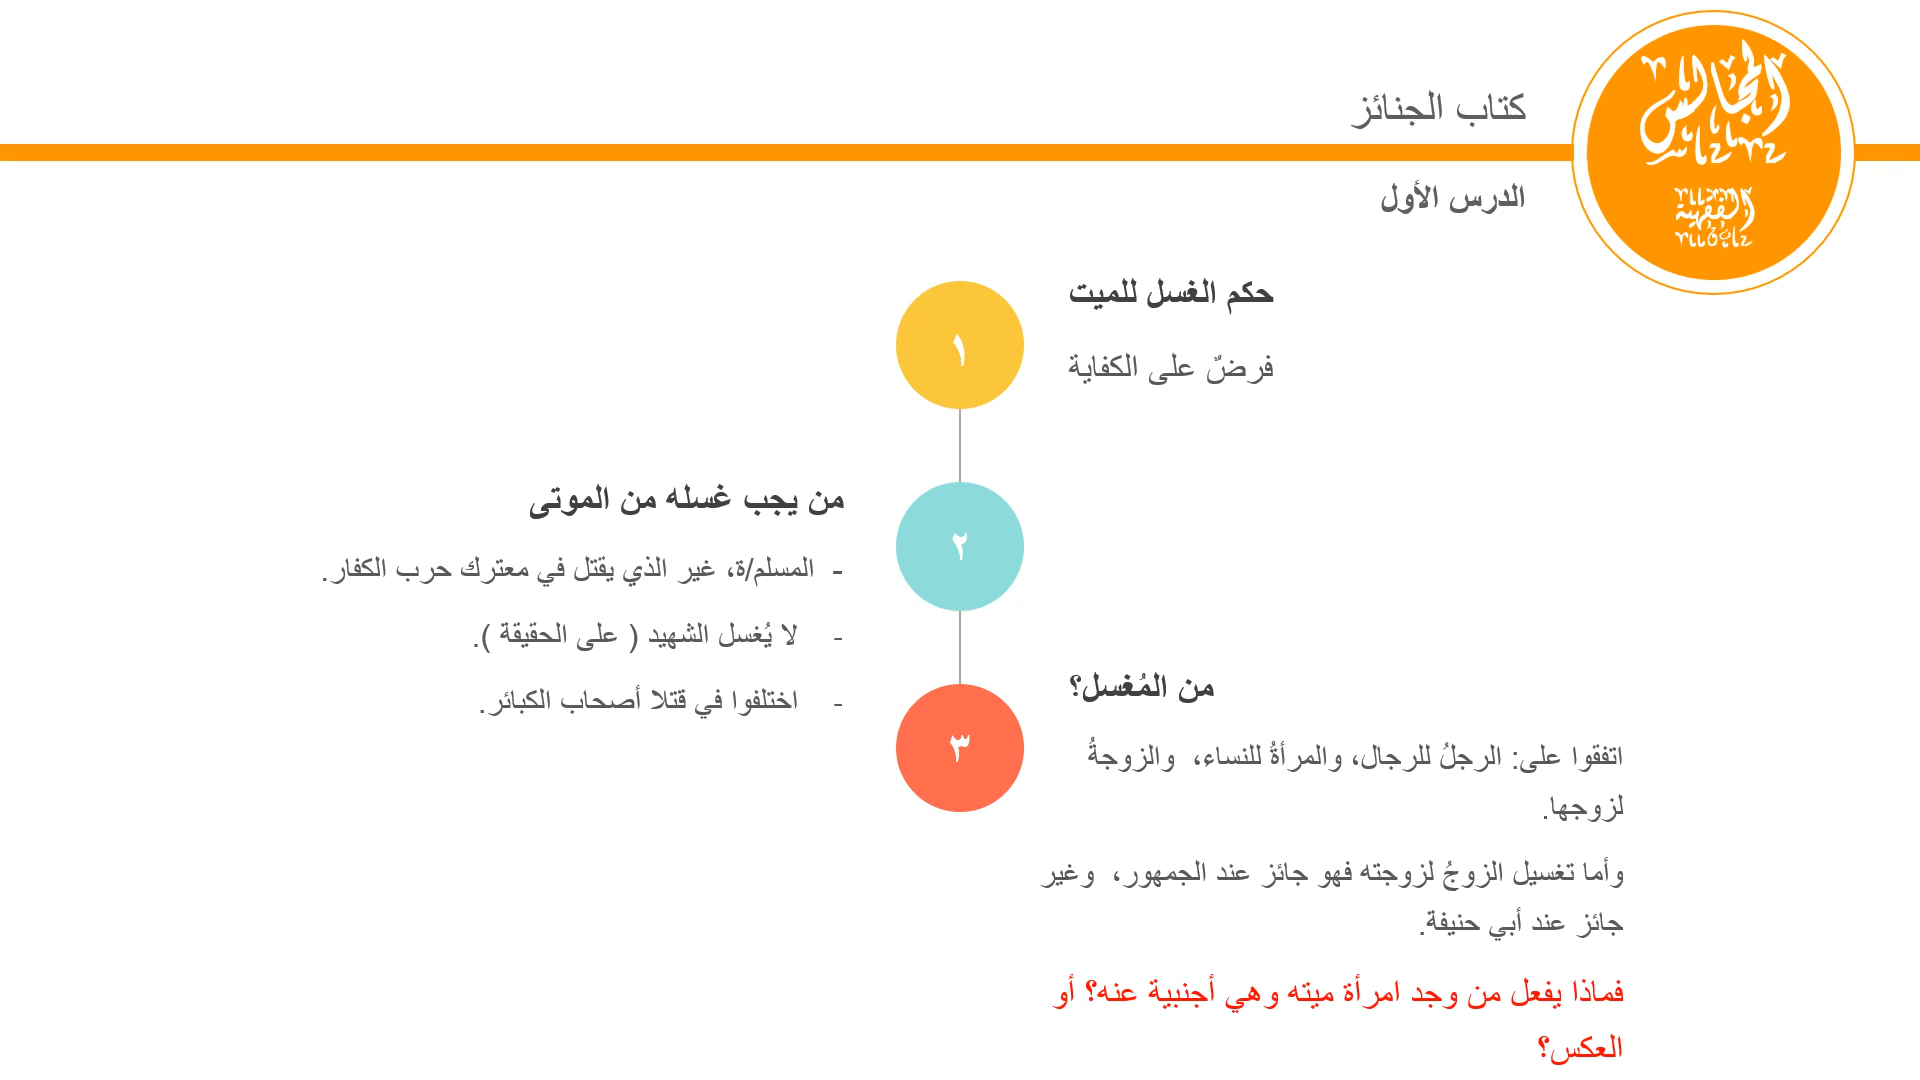 المجالس
الفقهية
كتاب الجنائز
الدرس الأول
١
حكم الغسل للميت
فرضٌ على الكفاية
٢
من يجب غسله من الموتى
- المسلم/ة، غير الذي يقتل في معترك حرب الكفار.
- لا يُغسل الشهيد ( على الحقيقة ).
- اختلفوا في قتلا أصحاب الكبائر.
٣
من المُغسل؟
اتفقوا على: الرجلُ للرجال، والمرأةُ للنساء، والزوجةُ
لزوجها.
وأما تغسيل الزوجُ لزوجته فهو جائز عند الجمهور، وغير
جائز عند أبي حنيفة.
فماذا يفعل من وجد امرأة ميته وهي أجنبية عنه؟ أو
العكس؟